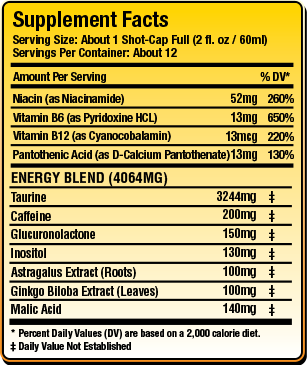 Supplement Facts
Serving Size: About 1 Shot-Cap Full (2 fl. oz / 60ml)
Servings Per Container: About 12
Amount Per Serving % DV*
Niacin (as Niacinamide) 52mg 260%
Vitamin B6 (as Pyridoxine HCL) 13mg 650%
Vitamin B12 (as Cyanocobalamin) 13mcg 220%
Pantothenic Acid (as D-Calcium Pantothenate) 13mg 130%
ENERGY BLEND (4064MG)
Taurine 3244mg ‡
Caffeine 200mg ‡
Glucuronolactone 150mg ‡
Inositol 130mg ‡
Astragalus Extract (Roots) 100mg ‡
Ginkgo Biloba Extract (Leaves) 100mg ‡
Malic Acid 140mg ‡
* Percent Daily Values (DV) are based on a 2,000 calorie diet.
‡ Daily Value Not Established